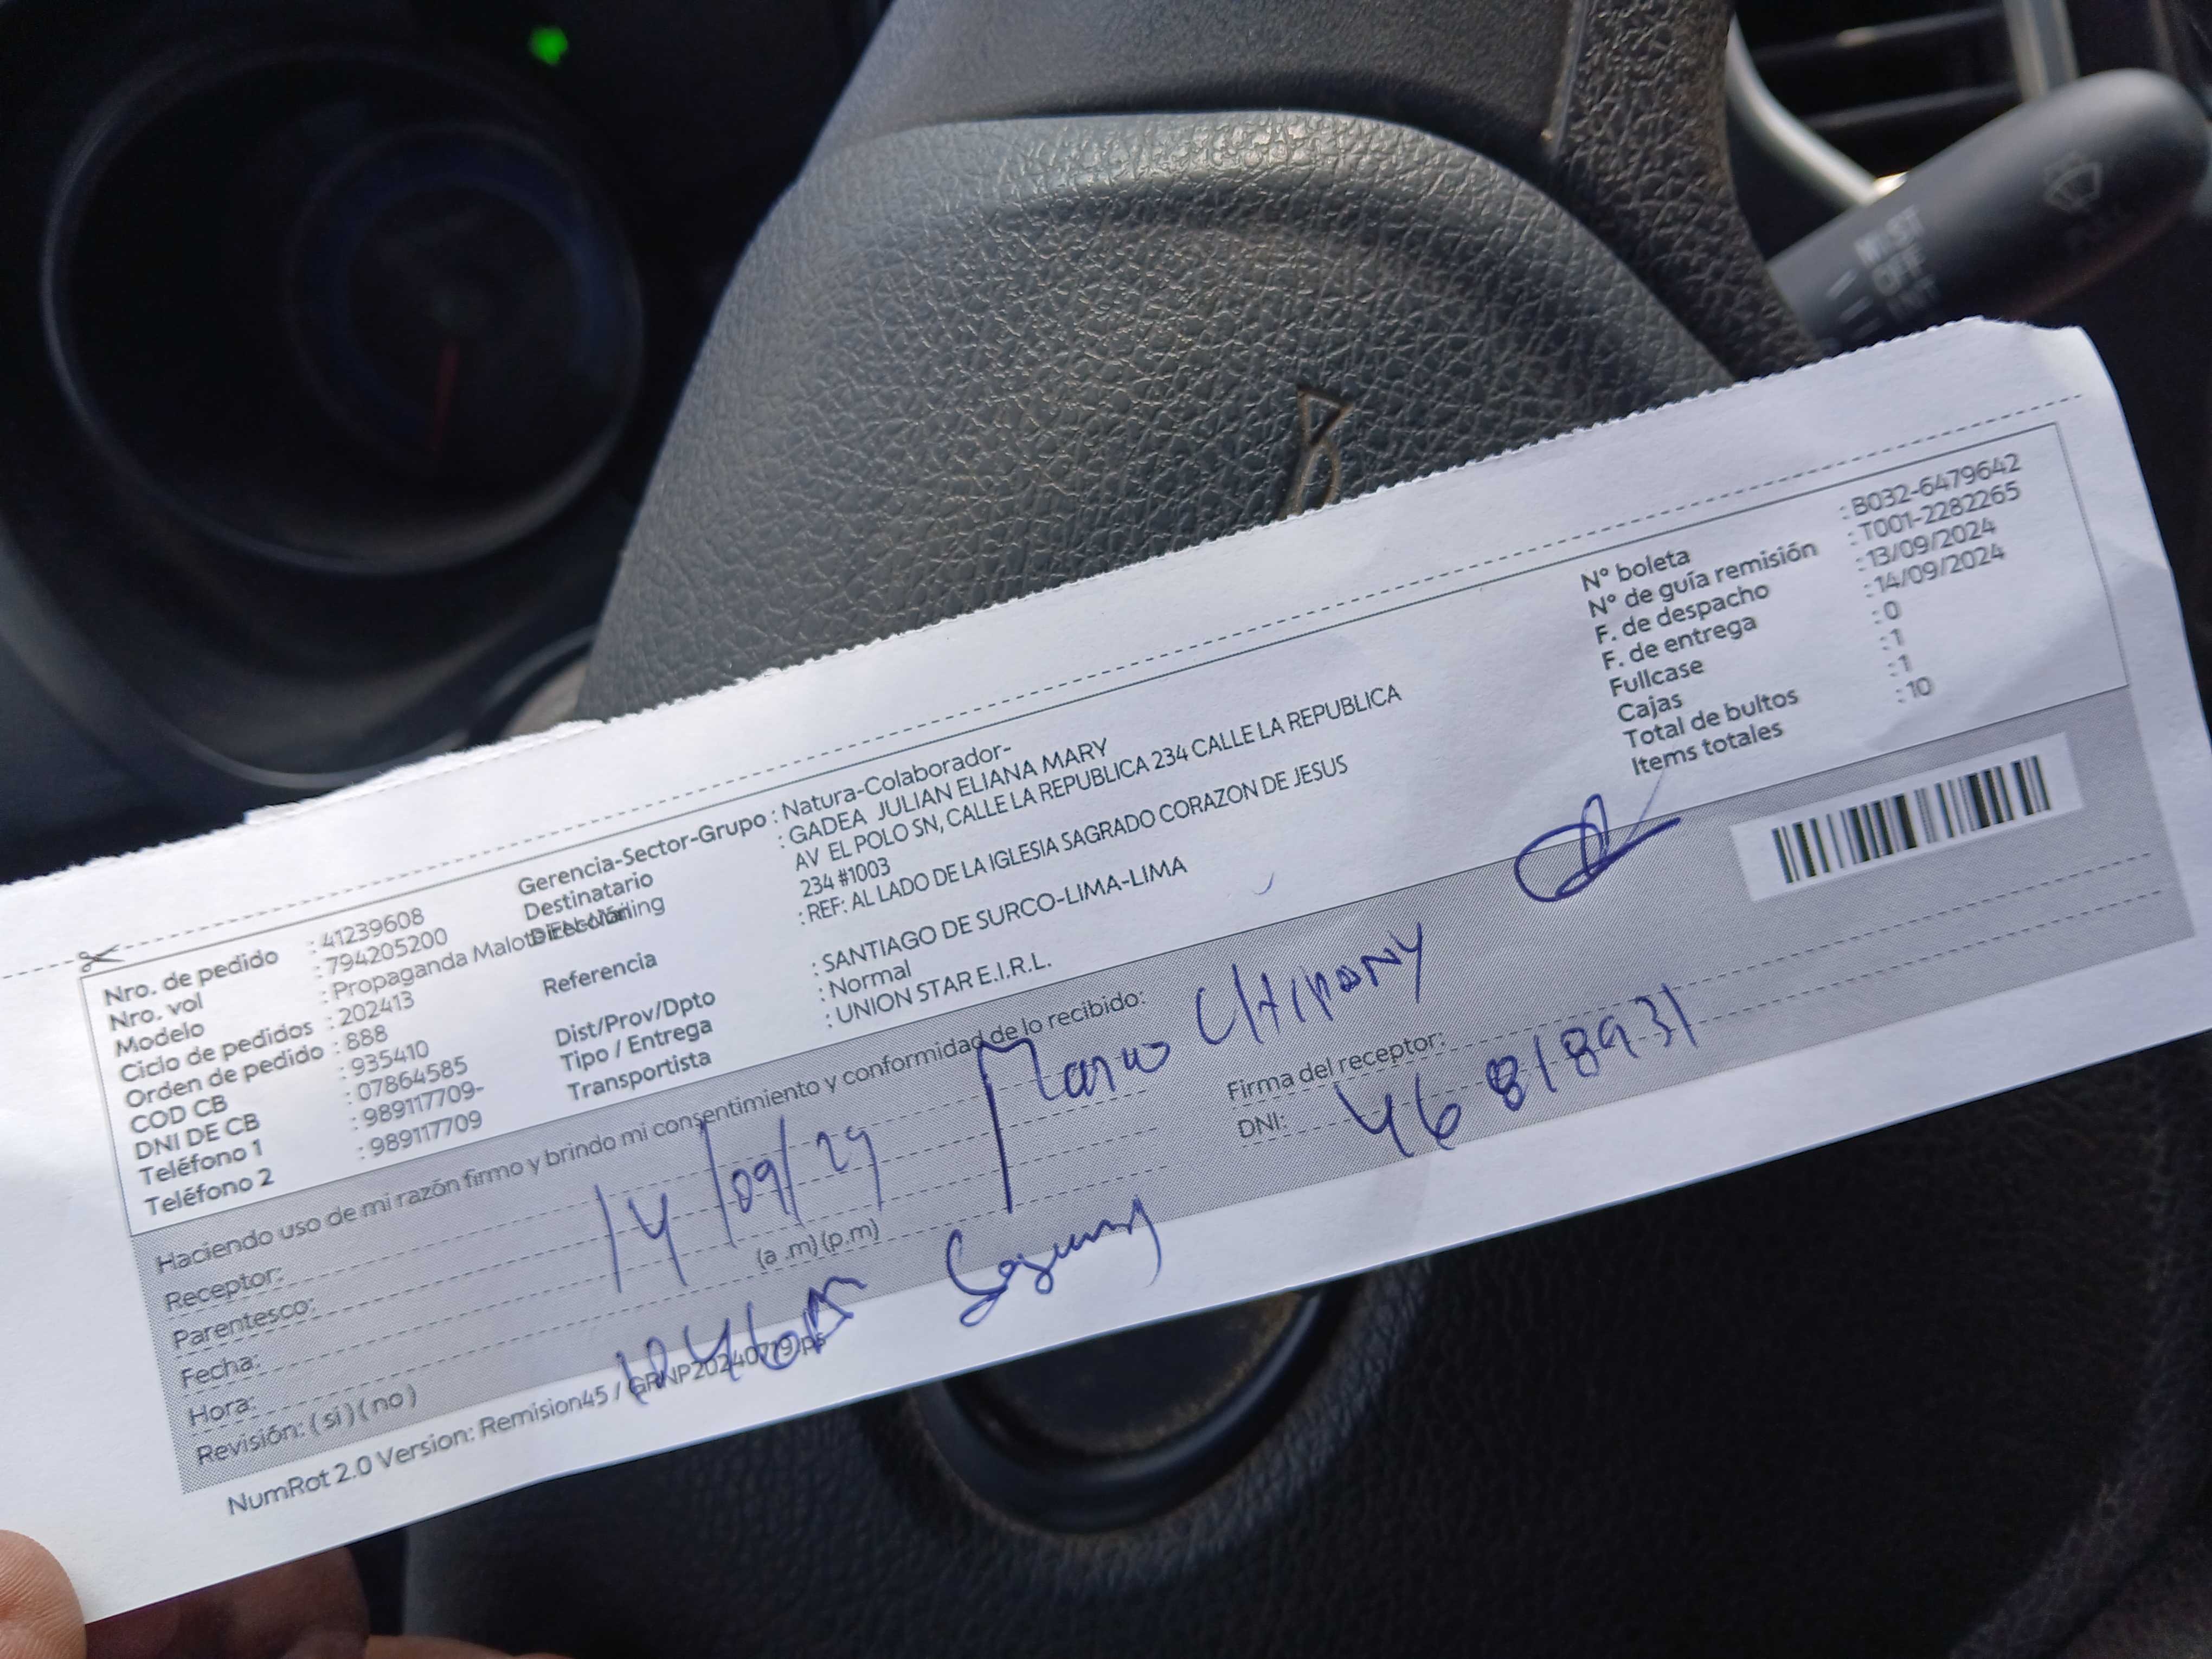 Nro. de pedido : 41239608
Nro. vol : 794205200
Modelo : Propaganda
Ciclo de pedidos : 202413
Orden de pedido : 888
COD CB : 935410
DNI DE CB : 07864585
Teléfono 1 : 989117709-
Teléfono 2 : 989117709
Gerencia-Sector-Grupo : Natura-Colaborador-
Destinatario : GADEA JULIAN ELIANA MARY
AV EL POLO SN, CALLE LA REPUBLICA 234 CALLE LA REPUBLICA
234 #1003
Referencia : REF: AL LADO DE LA IGLESIA SAGRADO CORAZON DE JESUS
Dist/Prov/Dpto : SANTIAGO DE SURCO-LIMA-LIMA
Tipo / Entrega : Normal
Transportista : UNION STAR E.I.R.L.
N° boleta : B032-6479642
N° de guía remisión : T001-2282265
F. de despacho : 13/09/2024
F. de entrega : 14/09/2024
Fullcase : 0
Cajas : 1
Total de bultos : 1
Items totales : 10
Haciendo uso de mi razón firmo y brindo mi consentimiento y conformidad de lo recibido:
Receptor:
Parentesco:
Fecha: 14/09/24
Hora: (a .m) (p.m)
Revisión: ( si ) ( no )
Firma del receptor:
DNI: 46818931
NumRot 2.0 Version: Remision45 / GRNP20240719.ps